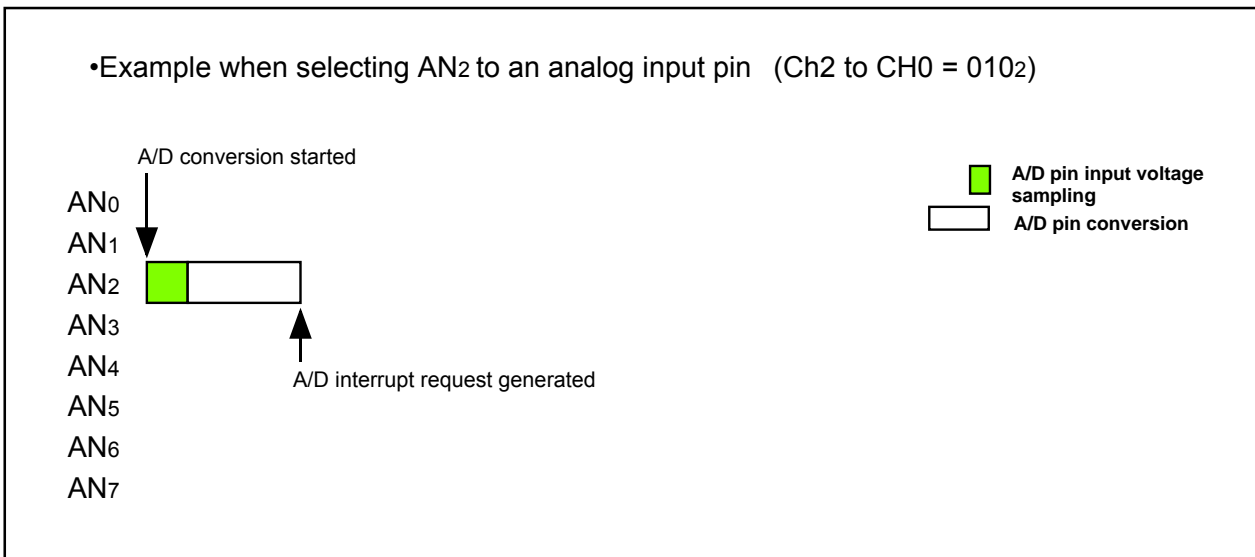 •Example when selecting AN2 to an analog input pin (Ch2 to CH0 = 0102)
A/D conversion started
A/D pin input voltage
sampling
A/D pin conversion
AN0
AN1
AN2
AN3
AN4
A/D interrupt request generated
AN5
AN6
AN7